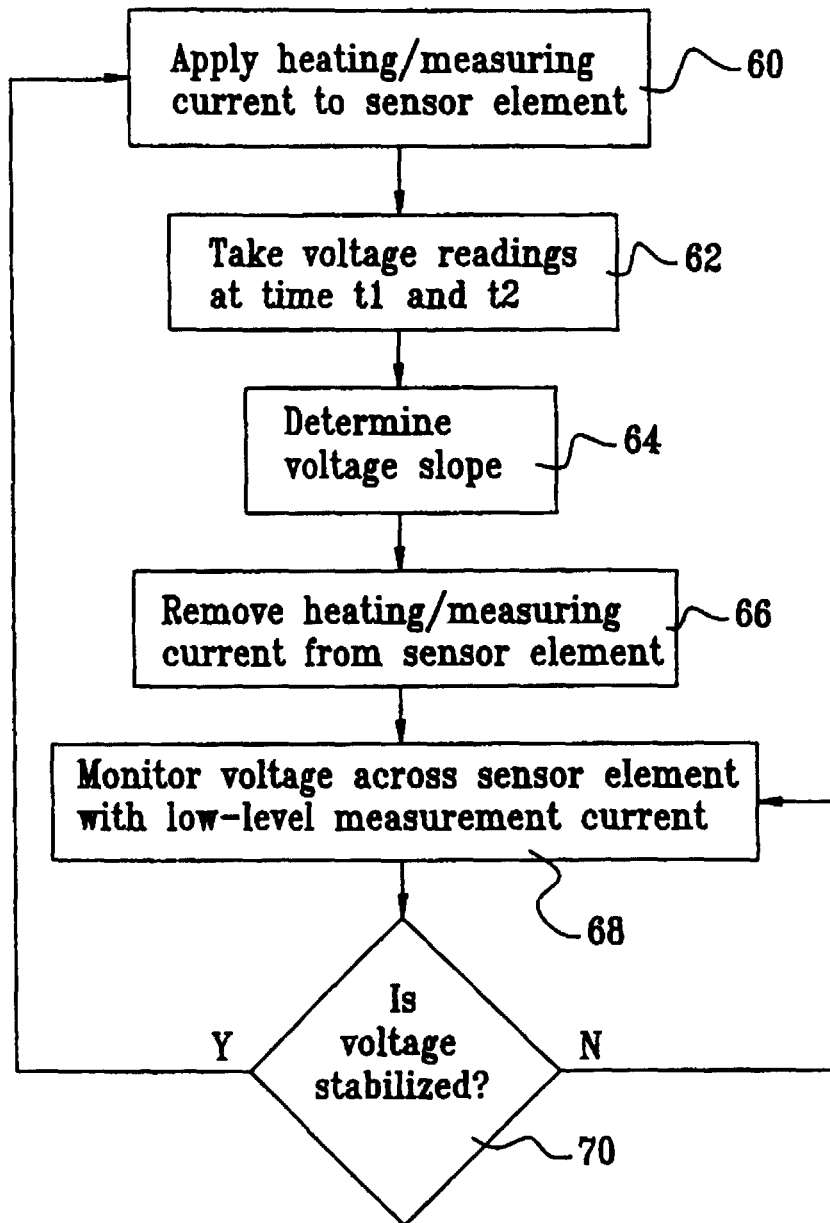 Apply heating/measuring
current to sensor element
60
Take voltage readings
at time t1 and t2
62
Determine
voltage slope
64
Remove heating/measuring
current from sensor element
66
Monitor voltage across sensor element
with low-level measurement current
68
Is
voltage
stabilized?
Y
N
70